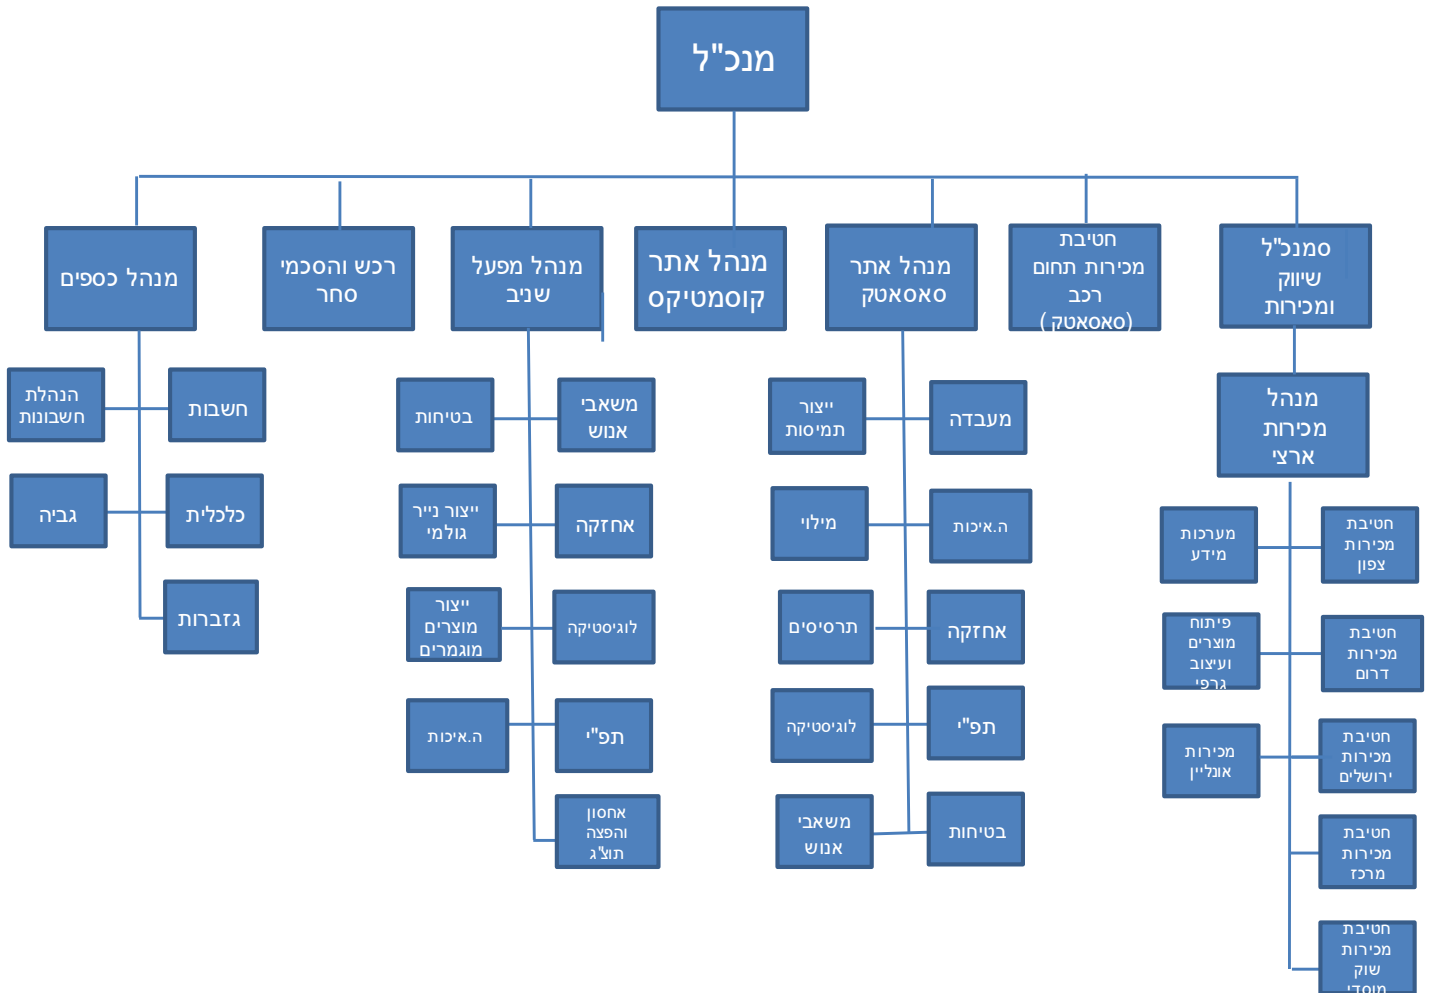 מנכ"ל
סמנכ"ל
שיווק
ומכירות
חטיבת
מכירות תחום
רכב
(סאסאטק )
מנהל אתר
סאסאטק
מנהל אתר
קוסמטיקס
מנהל מפעל
שניב
רכש והסכמי
סחר
מנהל כספים
מנהל
מכירות
ארצי
חטיבת
מכירות
צפון
מערכות
מידע
חטיבת
מכירות
דרום
פיתוח
מוצרים
ועיצוב
גרפי
חטיבת
מכירות
ירושלים
מכירות
אונליין
חטיבת
מכירות
מרכז
חטיבת
מכירות
שוק
מוסדי
מעבדה
ייצור
תמיסות
ה.איכות
מילוי
אחזקה
תרסיסים
תפ"י
לוגיסטיקה
בטיחות
משאבי
אנוש
משאבי
אנוש
בטיחות
אחזקה
ייצור נייר
גולמי
לוגיסטיקה
ייצור
מוצרים
מוגמרים
תפ"י
ה.איכות
אחסון
והפצה
תוצ"ג
חשבות
הנהלת
חשבונות
כלכלית
גביה
גזברות